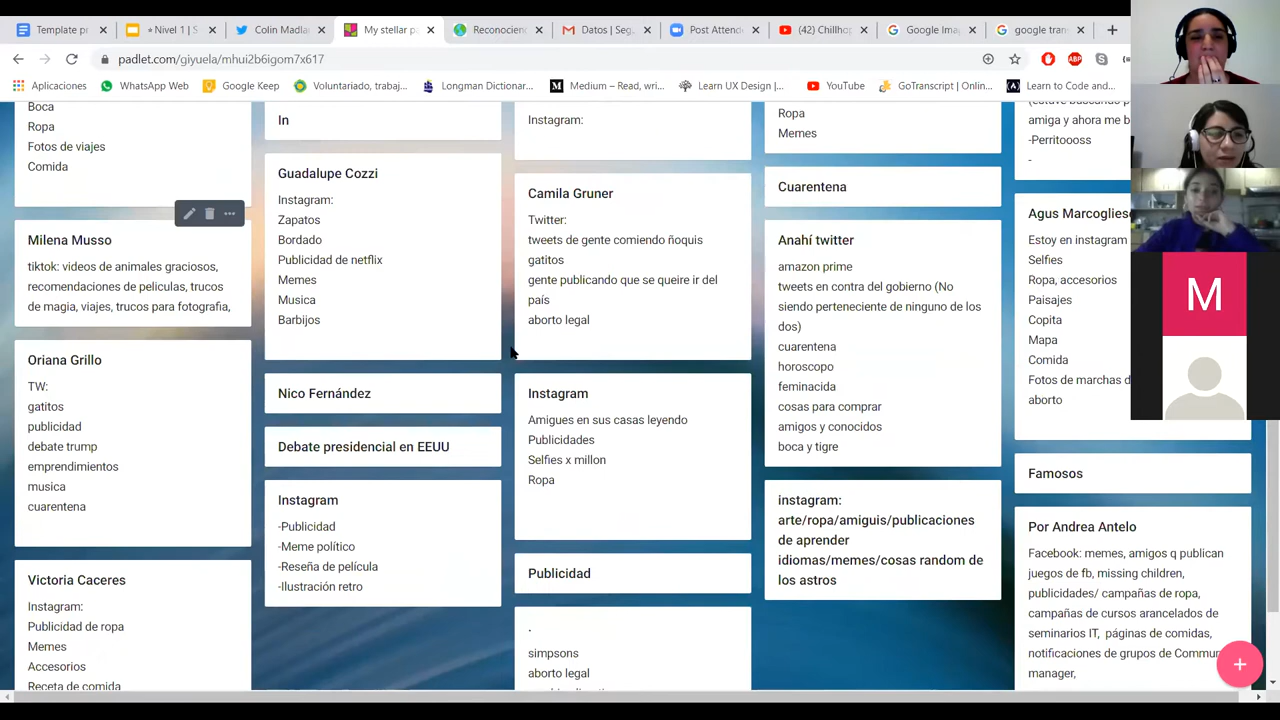 Template p
Nivel 1 | S
Colin Madla
My stellar p
Reconocien
Datos | Seg
Post Attend
(42) Chillhop
Google Ima
google tran
padlet.com/giyuela/mhui2b6igom7x617
Aplicaciones
WhatsApp Web
Google Keep
Voluntariado, trabaj...
Longman Dictionar...
Medium – Read, wri...
Learn UX Design |...
YouTube
GoTranscript | Onlin...
Learn to Code and...
Boca
Ropa
Fotos de viajes
Comida
Milena Musso
tiktok: videos de animales graciosos,
recomendaciones de peliculas, trucos
de magia, viajes, trucos para fotografia,
Oriana Grillo
TW:
gatitos
publicidad
debate trump
emprendimientos
musica
cuarentena
Victoria Caceres
Instagram:
Publicidad de ropa
Memes
Accesorios
Receta de comida
In
Guadalupe Cozzi
Instagram:
Zapatos
Bordado
Publicidad de netflix
Memes
Musica
Barbijos
Nico Fernández
Debate presidencial en EEUU
Instagram
-Publicidad
-Meme político
-Reseña de película
-Ilustración retro
Instagram:
Camila Gruner
Twitter:
tweets de gente comiendo ñoquis
gatitos
gente publicando que se queire ir del
país
aborto legal
Instagram
Amigues en sus casas leyendo
Publicidades
Selfies x millon
Ropa
Publicidad
.
simpsons
aborto legal
Ropa
Memes
Cuarentena
Anahí twitter
amazon prime
tweets en contra del gobierno (No
siendo perteneciente de ninguno de los
dos)
cuarentena
horoscopo
feminacida
cosas para comprar
amigos y conocidos
boca y tigre
instagram:
arte/ropa/amiguis/publicaciones
de aprender
idiomas/memes/cosas random de
los astros
amiga y ahora me b
-Perritoooss
-
Agus Marcogliese
Estoy en instagram
Selfies
Ropa, accesorios
Paisajes
Copita
Mapa
Comida
Fotos de marchas d
aborto
Famosos
Por Andrea Antelo
Facebook: memes, amigos q publican
juegos de fb, missing children,
publicidades/ campañas de ropa,
campañas de cursos arancelados de
seminarios IT, páginas de comidas,
notificaciones de grupos de Commun
manager,
M